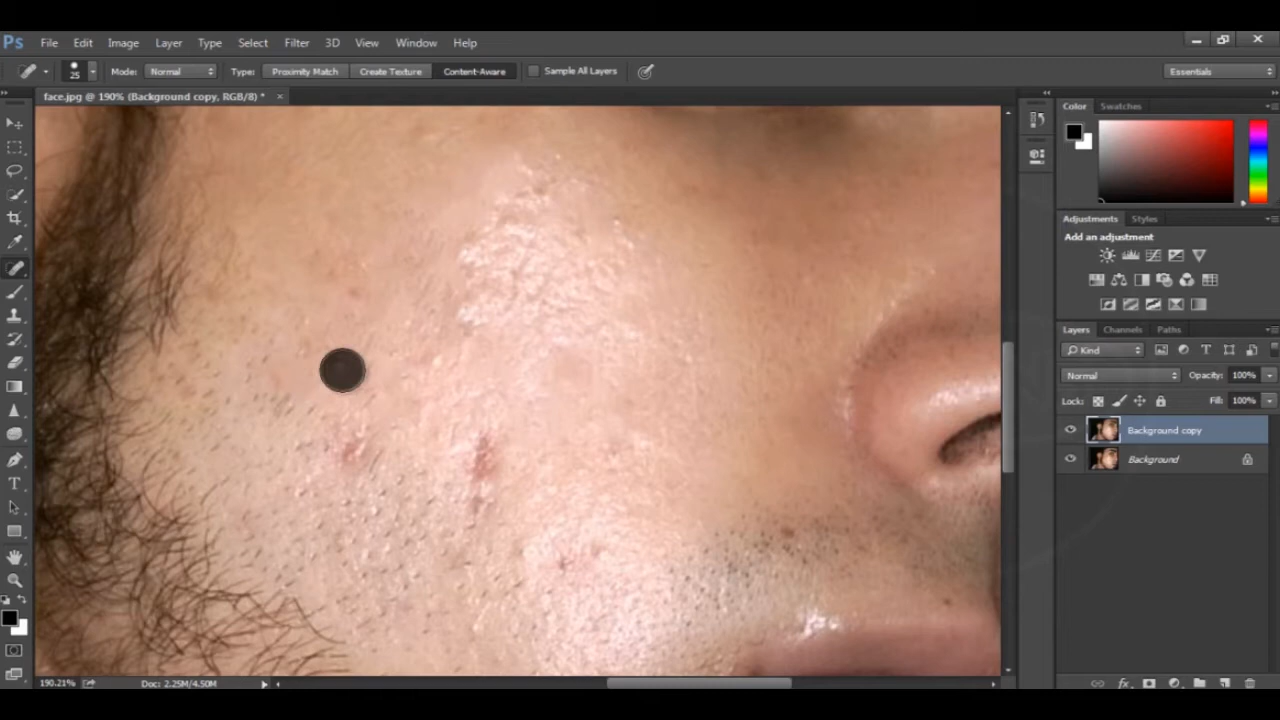 Ps File Edit Image Layer Type Select Filter 3D View Window Help
25 Mode: Normal Type: Proximity Match Create Texture Content-Aware Sample All Layers Essentials
face.jpg @ 190% (Background copy, RGB/8) *
Color Swatches
Adjustments Styles
Add an adjustment
Layers Channels Paths
Kind
Normal Opacity: 100%
Lock: Fill: 100%
Background copy
Background
190.21% Doc: 2.25M/4.50M